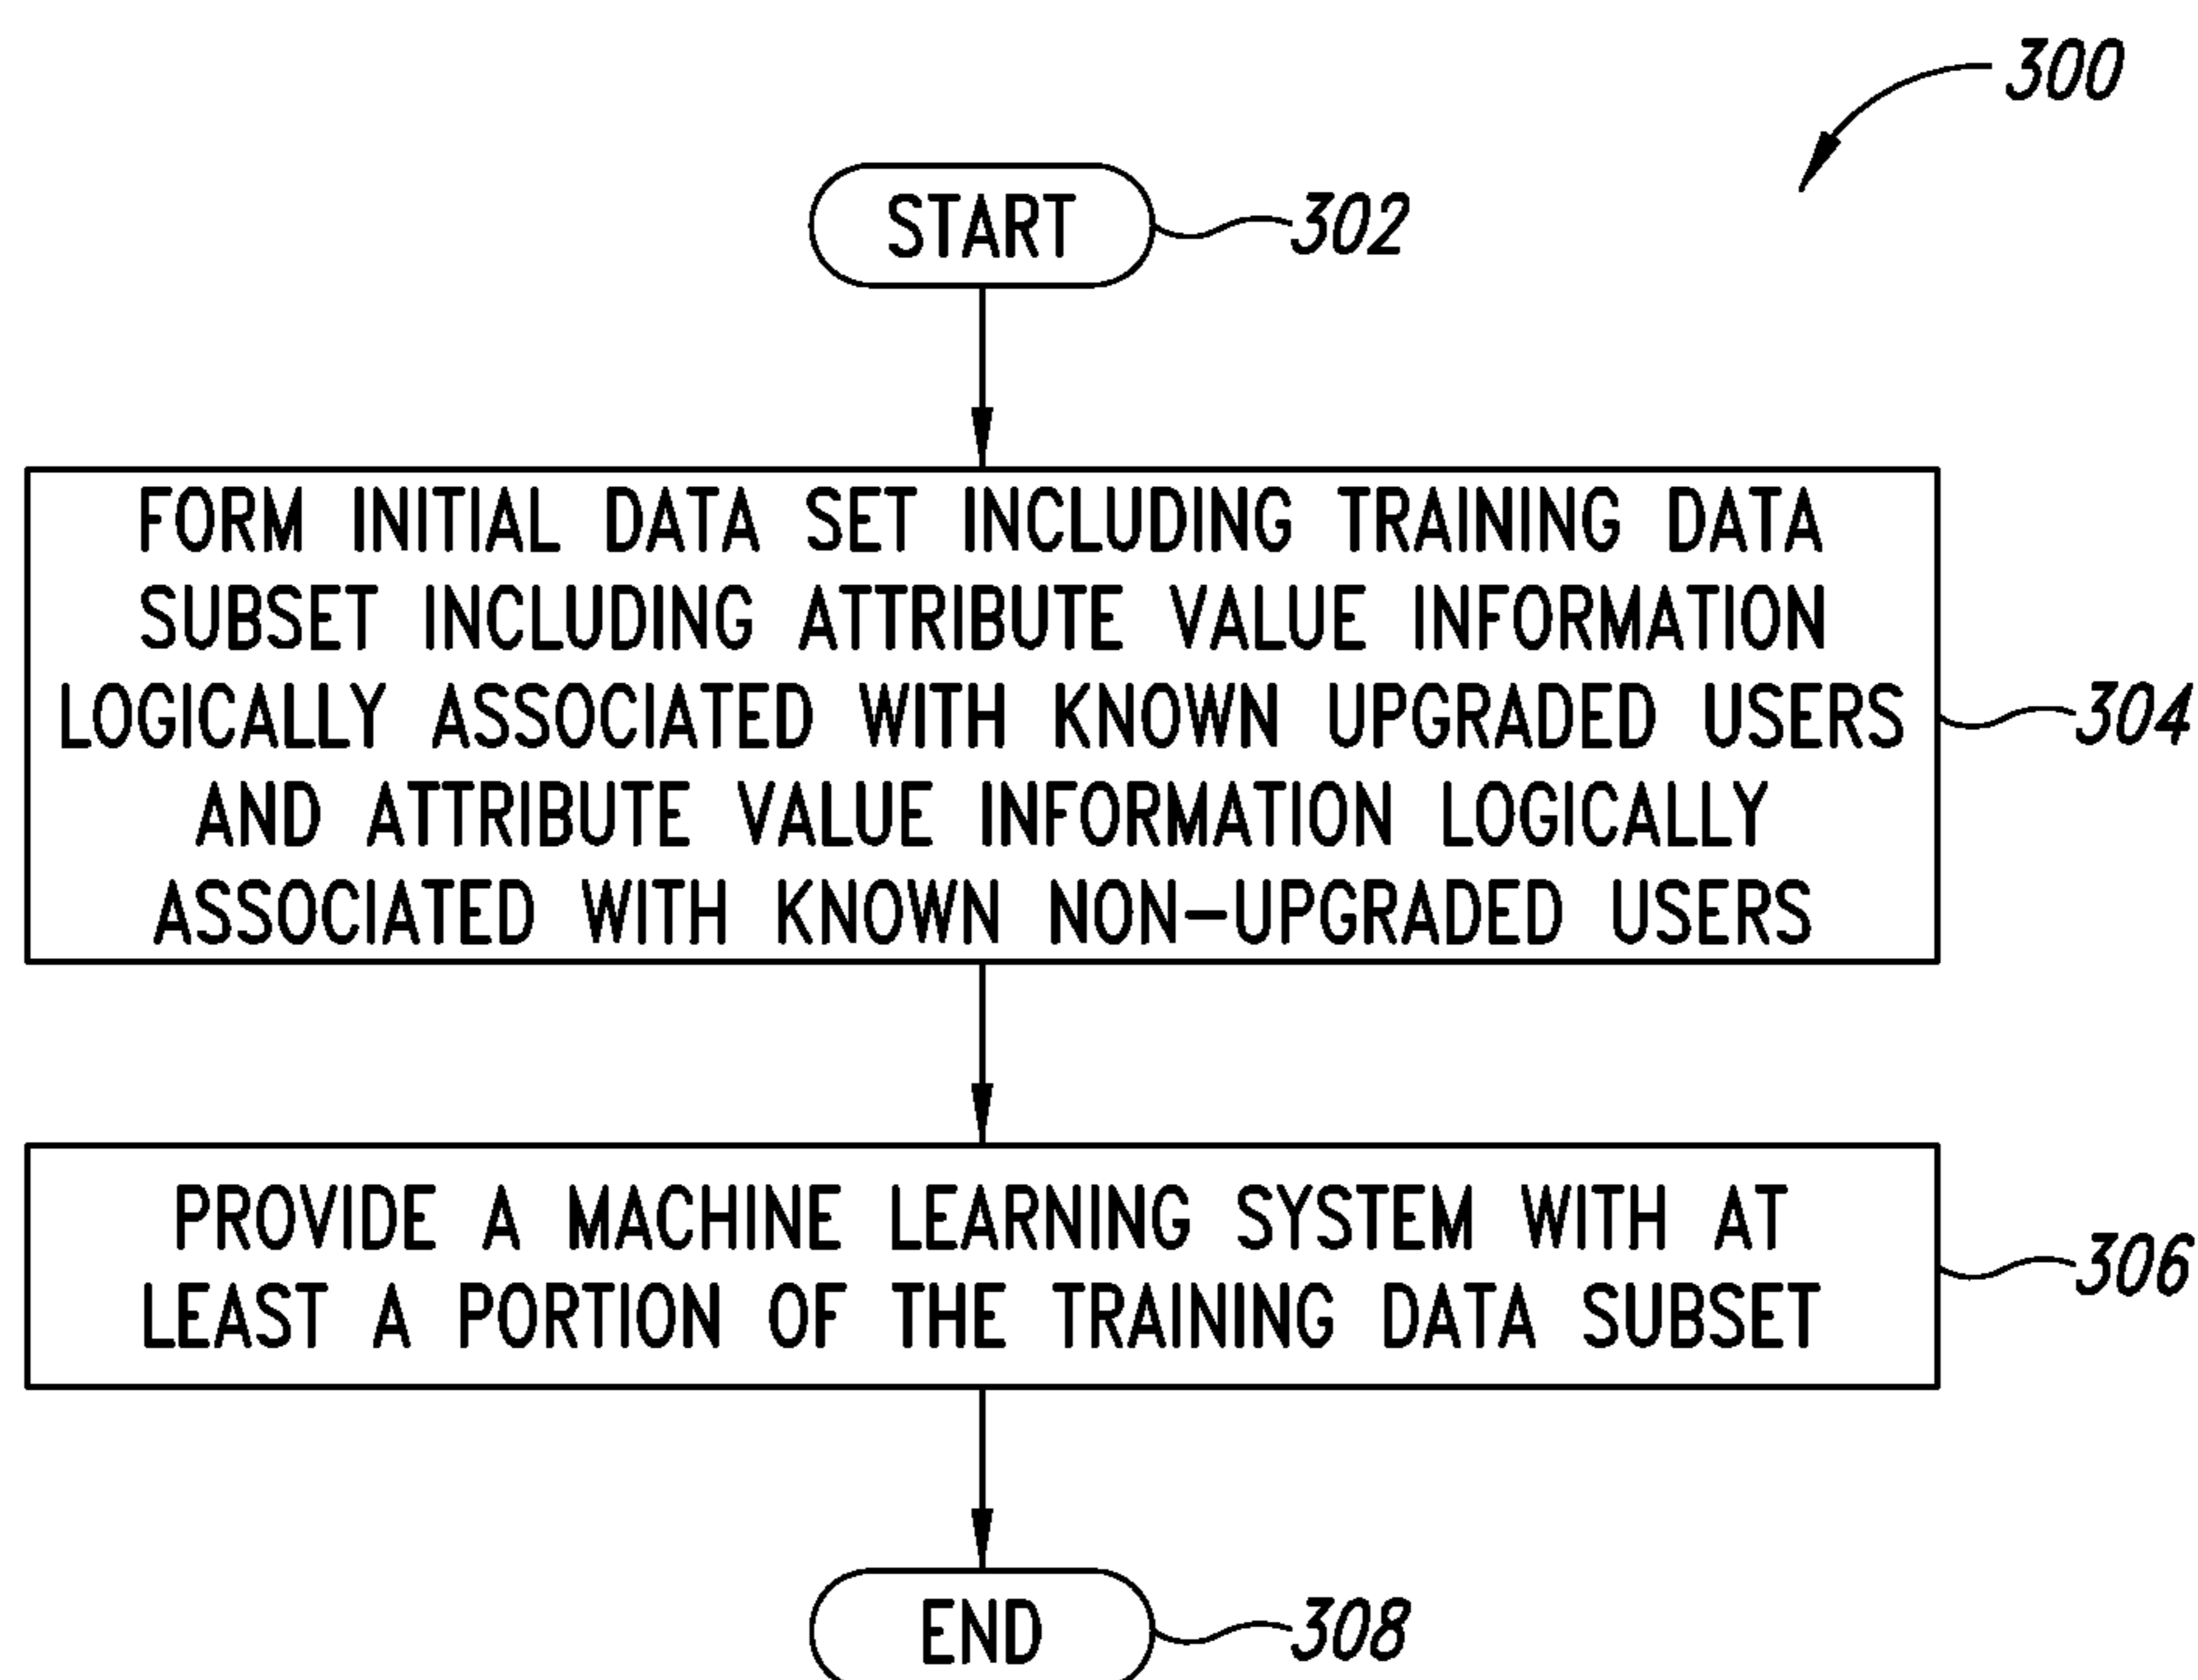 300
START
302
FORM INITIAL DATA SET INCLUDING TRAINING DATA
SUBSET INCLUDING ATTRIBUTE VALUE INFORMATION
LOGICALLY ASSOCIATED WITH KNOWN UPGRADED USERS
AND ATTRIBUTE VALUE INFORMATION LOGICALLY
ASSOCIATED WITH KNOWN NON-UPGRADED USERS
304
PROVIDE A MACHINE LEARNING SYSTEM WITH AT
LEAST A PORTION OF THE TRAINING DATA SUBSET
306
END
308